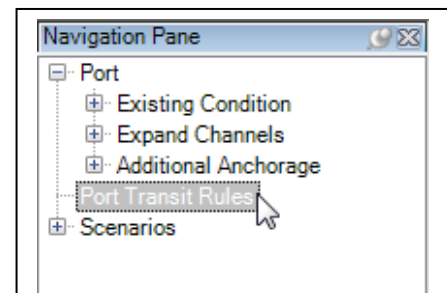 Navigation Pane
Port
Existing Condition
Expand Channels
Additional Anchorage
Port Transit Rules
Scenarios